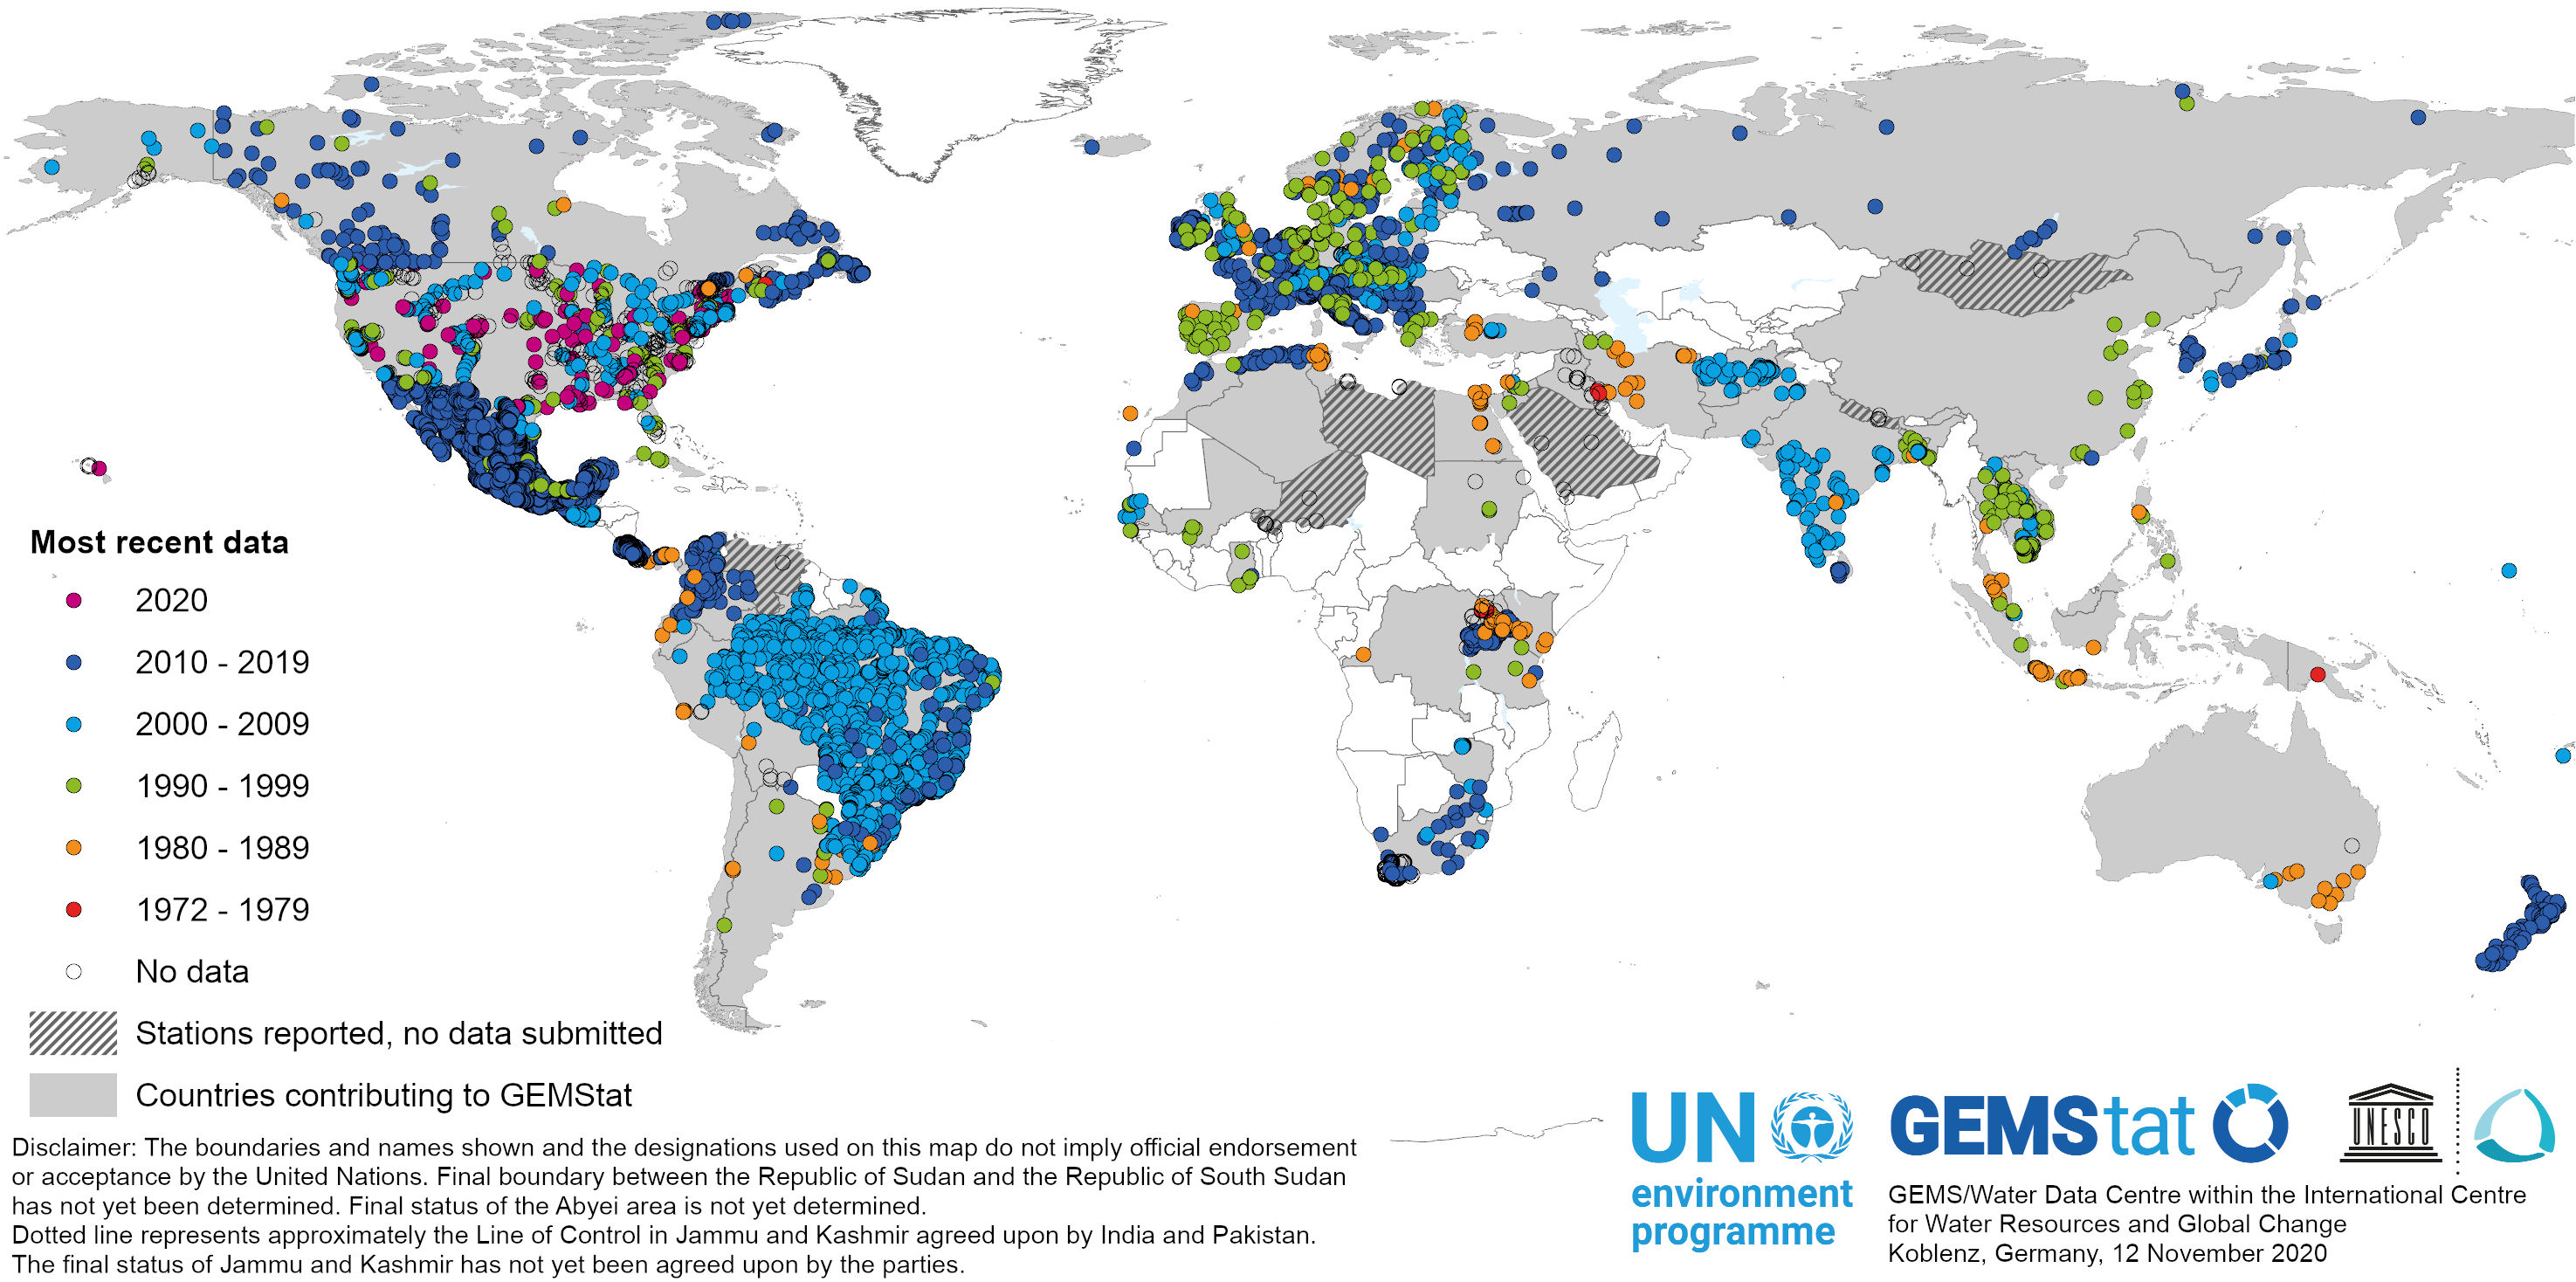 Most recent data
2020
2010 - 2019
2000 - 2009
1990 - 1999
1980 - 1989
1972 - 1979
No data
Stations reported, no data submitted
Countries contributing to GEMStat
Disclaimer: The boundaries and names shown and the designations used on this map do not imply official endorsement
or acceptance by the United Nations. Final boundary between the Republic of Sudan and the Republic of South Sudan
has not yet been determined. Final status of the Abyei area is not yet determined.
Dotted line represents approximately the Line of Control in Jammu and Kashmir agreed upon by India and Pakistan.
The final status of Jammu and Kashmir has not yet been agreed upon by the parties.
UN
environment
programme
GEMStat
UNESCO
GEMS/Water Data Centre within the International Centre
for Water Resources and Global Change
Koblenz, Germany, 12 November 2020